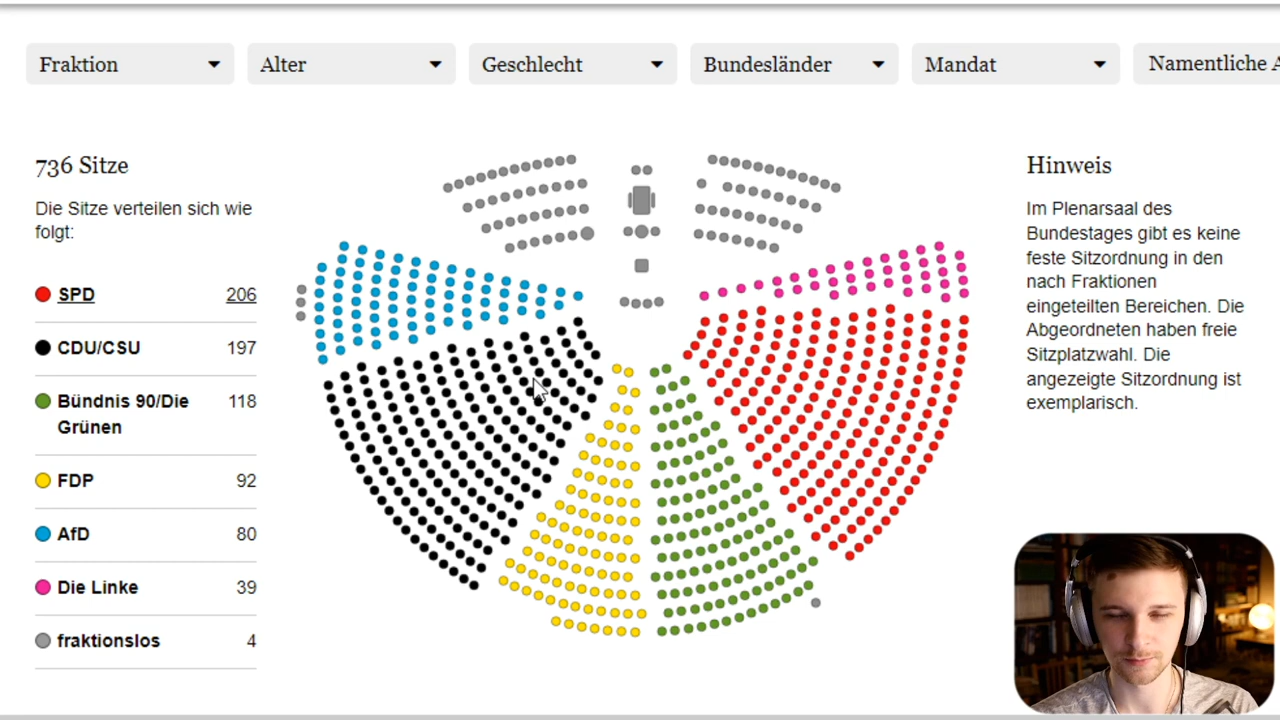 Fraktion
Alter
Geschlecht
Bundesländer
Mandat
Namentliche A
736 Sitze
Die Sitze verteilen sich wie
folgt:
SPD 206
CDU/CSU 197
Bündnis 90/Die 118
Grünen
FDP 92
AfD 80
Die Linke 39
fraktionslos 4
Hinweis
Im Plenarsaal des
Bundestages gibt es keine
feste Sitzordnung in den
nach Fraktionen
eingeteilten Bereichen. Die
Abgeordneten haben freie
Sitzplatzwahl. Die
angezeigte Sitzordnung ist
exemplarisch.